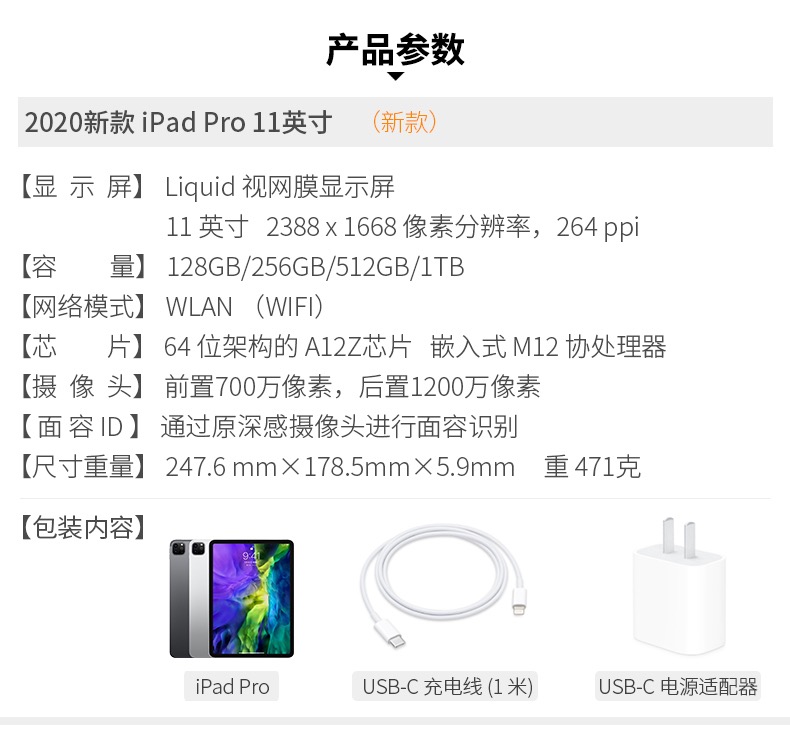 产品参数
2020新款 iPad Pro 11英寸 （新款）
【显 示 屏】 Liquid 视网膜显示屏
11 英寸 2388 x 1668 像素分辨率，264 ppi
【容 量】 128GB/256GB/512GB/1TB
【网络模式】 WLAN （WIFI）
【芯 片】 64 位架构的 A12Z芯片 嵌入式 M12 协处理器
【摄 像 头】 前置700万像素，后置1200万像素
【 面 容 ID 】 通过原深感摄像头进行面容识别
【尺寸重量】 247.6 mm×178.5mm×5.9mm 重 471克
【包装内容】
9:41
iPad Pro
USB-C 充电线 (1 米)
USB-C 电源适配器